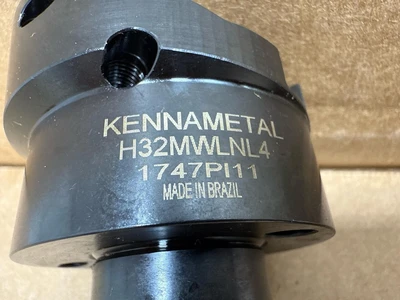 KENNAMETAL
H32MWLNL4
1747PI11
MADE IN BRAZIL